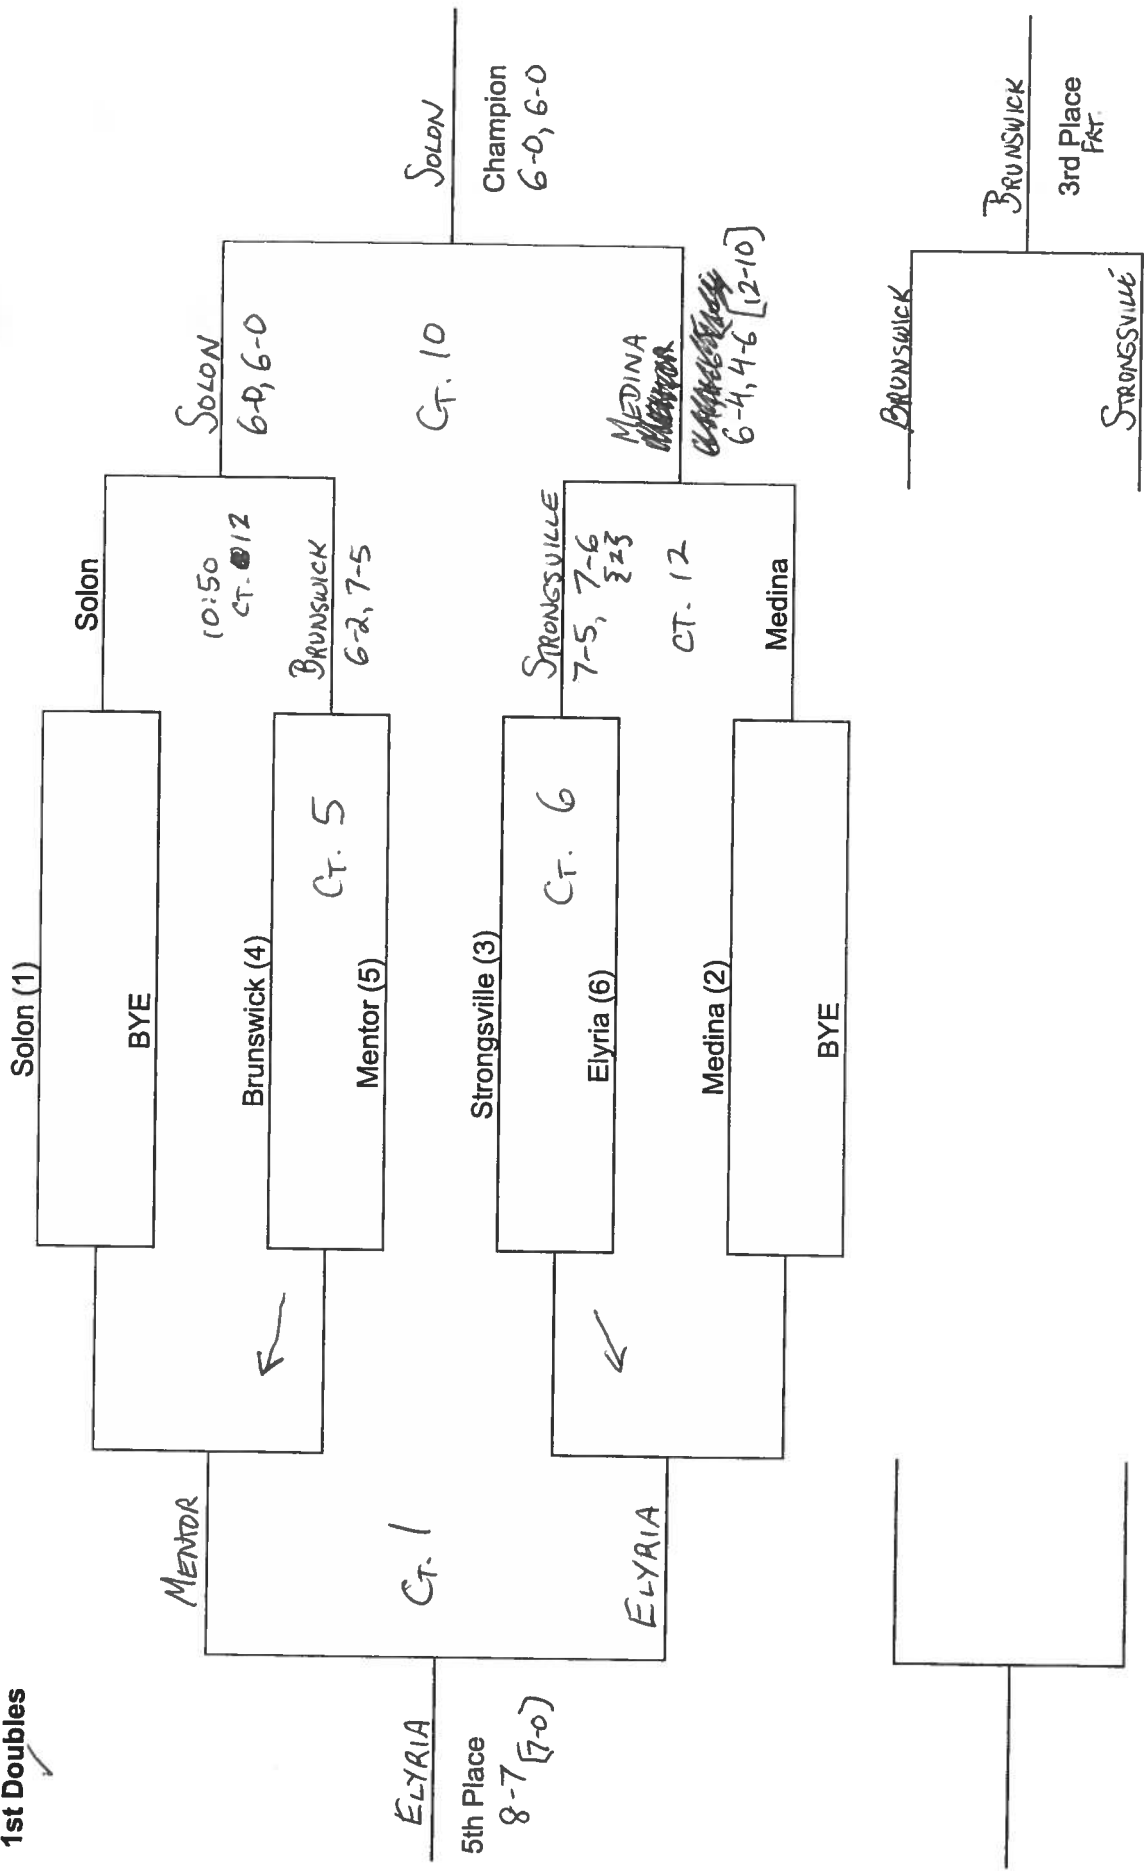 1st Doubles
Solon (1)
BYE
Solon
10:50
CT. 12
Brunswick (4)
CT. 5
Mentor (5)
BRUNSWICK
6-2, 7-5
SOLON
6-0, 6-0
CT. 10
SOLON
Champion
6-0, 6-0
Strongsville (3)
CT. 6
Elyria (6)
STRONGSVILLE
7-5, 7-6
{2}
CT. 12
Medina (2)
BYE
Medina
MEDINA
6-4, 4-6 [12-10]
MENTOR
CT. 1
ELYRIA
ELYRIA
5th Place
8-7 [7-0]
BRUNSWICK
STRONGSVILLE
BRUNSWICK
3rd Place